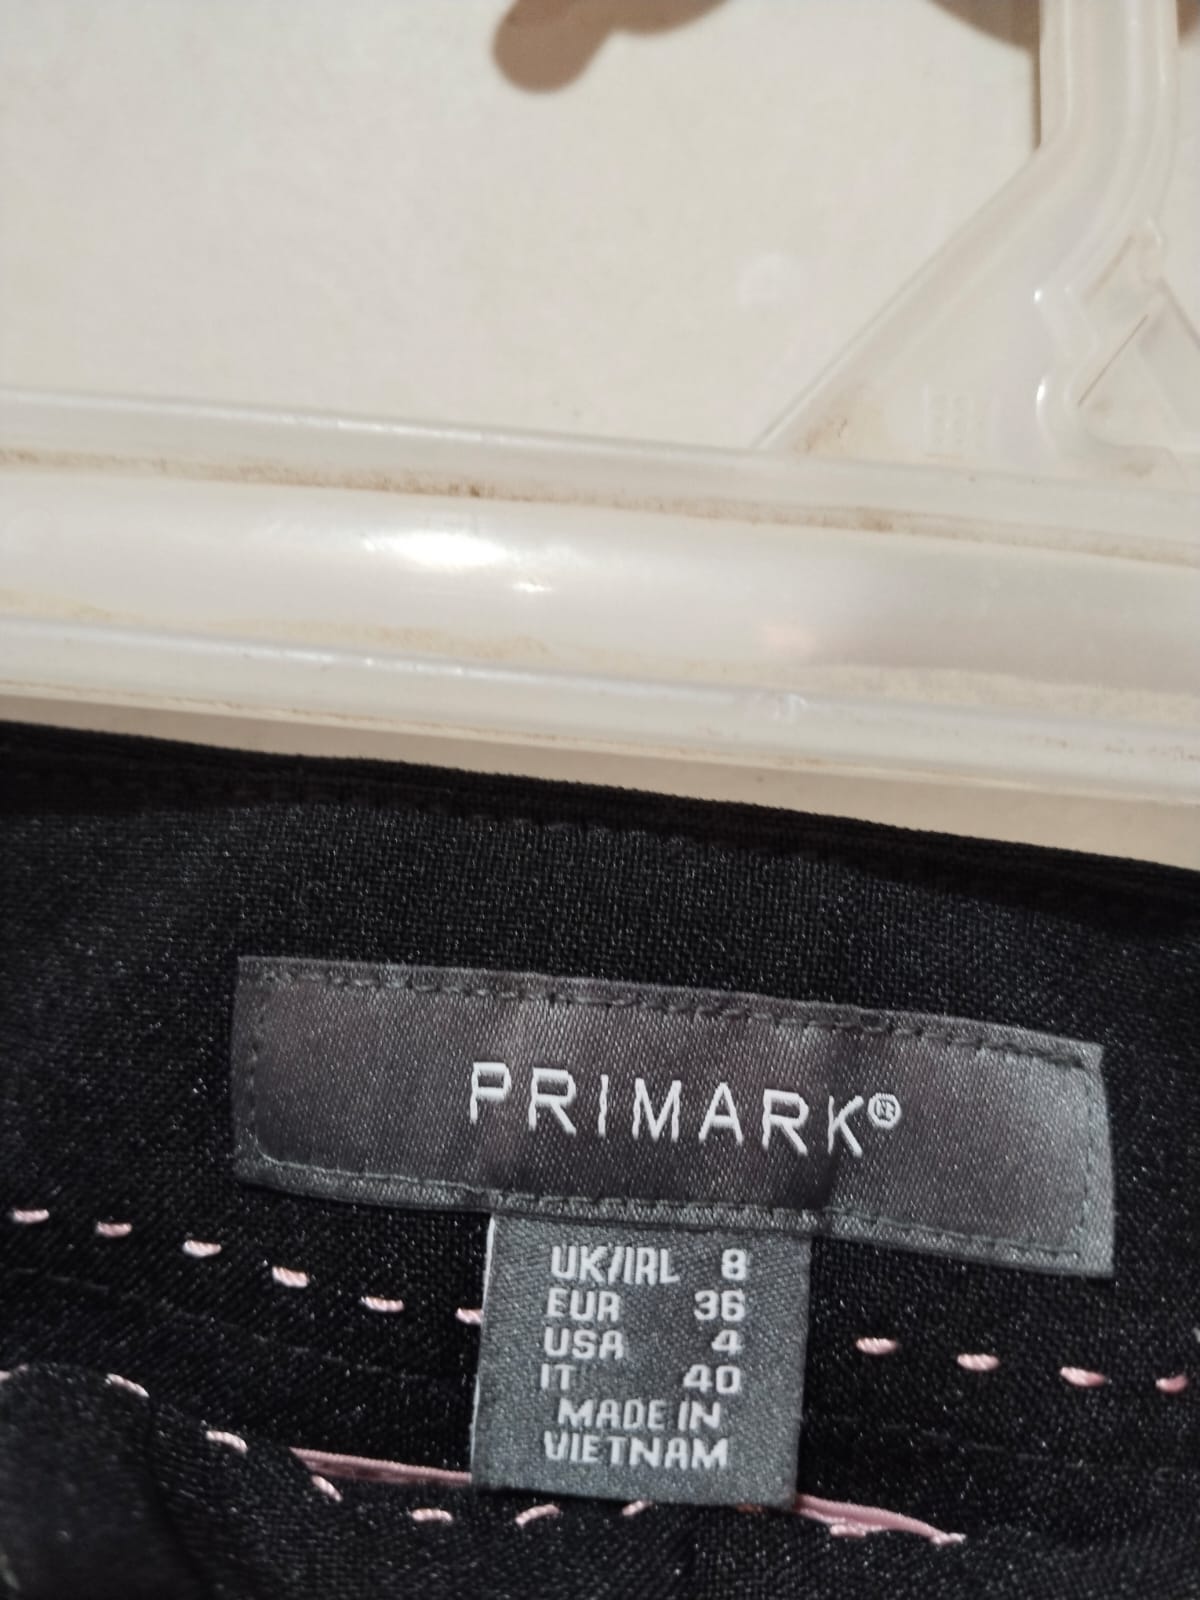 PRIMARK®
UK/IRL 8
EUR 36
USA 4
IT 40
MADE IN
VIETNAM